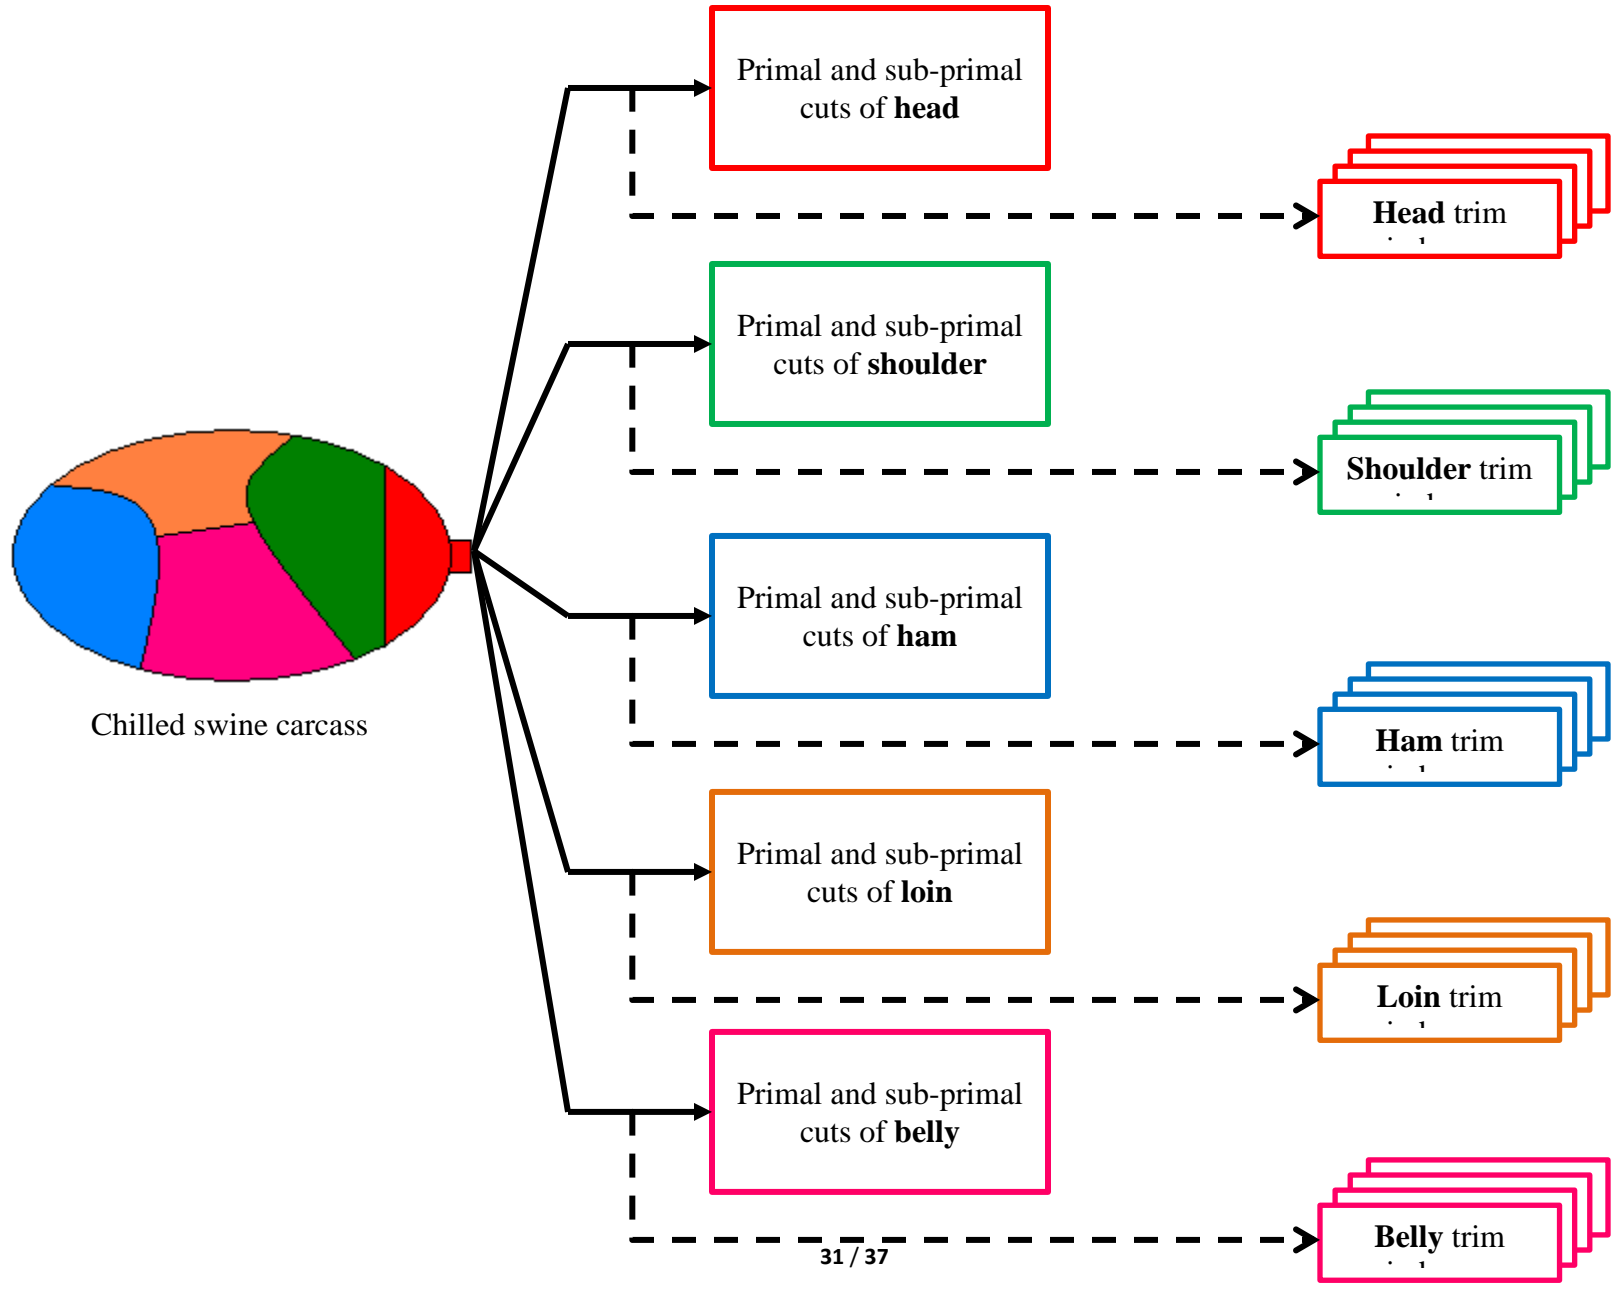 Primal and sub-primal
cuts of head
Head trim
Primal and sub-primal
cuts of shoulder
Shoulder trim
Primal and sub-primal
cuts of ham
Chilled swine carcass
Ham trim
Primal and sub-primal
cuts of loin
Loin trim
Primal and sub-primal
cuts of belly
Belly trim
31 / 37